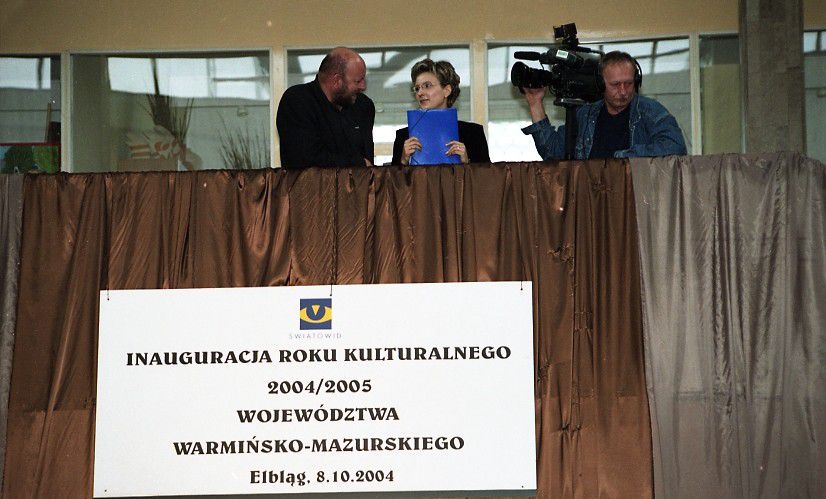 ŚWIATOWID
INAUGURACJA ROKU KULTURALNEGO
2004/2005
WOJEWÓDZTWA
WARMIŃSKO-MAZURSKIEGO
Elbląg, 8.10.2004